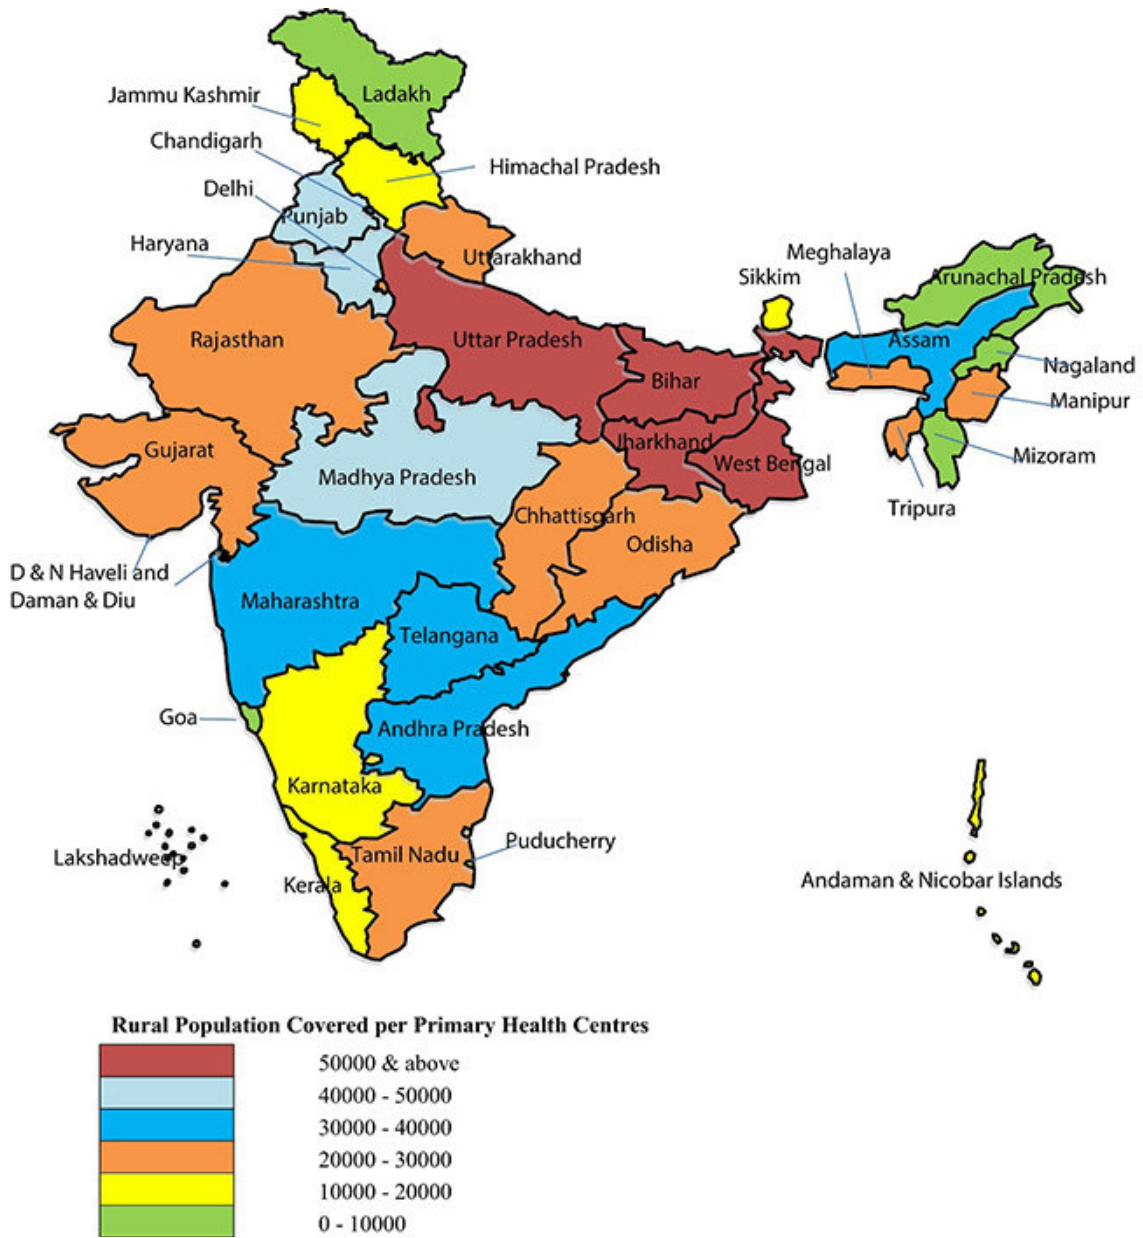 Ladakh
Jammu Kashmir
Chandigarh
Himachal Pradesh
Delhi
Punjab
Haryana
Uttarakhand
Meghalaya
Sikkim
Arunachal Pradesh
Rajasthan
Uttar Pradesh
Assam
Nagaland
Bihar
Manipur
Gujarat
Jharkhand
Mizoram
West Bengal
Madhya Pradesh
Tripura
Chhattisgarh
Odisha
D & N Haveli and
Daman & Diu
Maharashtra
Telangana
Goa
Andhra Pradesh
Karnataka
Puducherry
Lakshadweep
Tamil Nadu
Kerala
Andaman & Nicobar Islands
Rural Population Covered per Primary Health Centres
50000 & above
40000 - 50000
30000 - 40000
20000 - 30000
10000 - 20000
0 - 10000